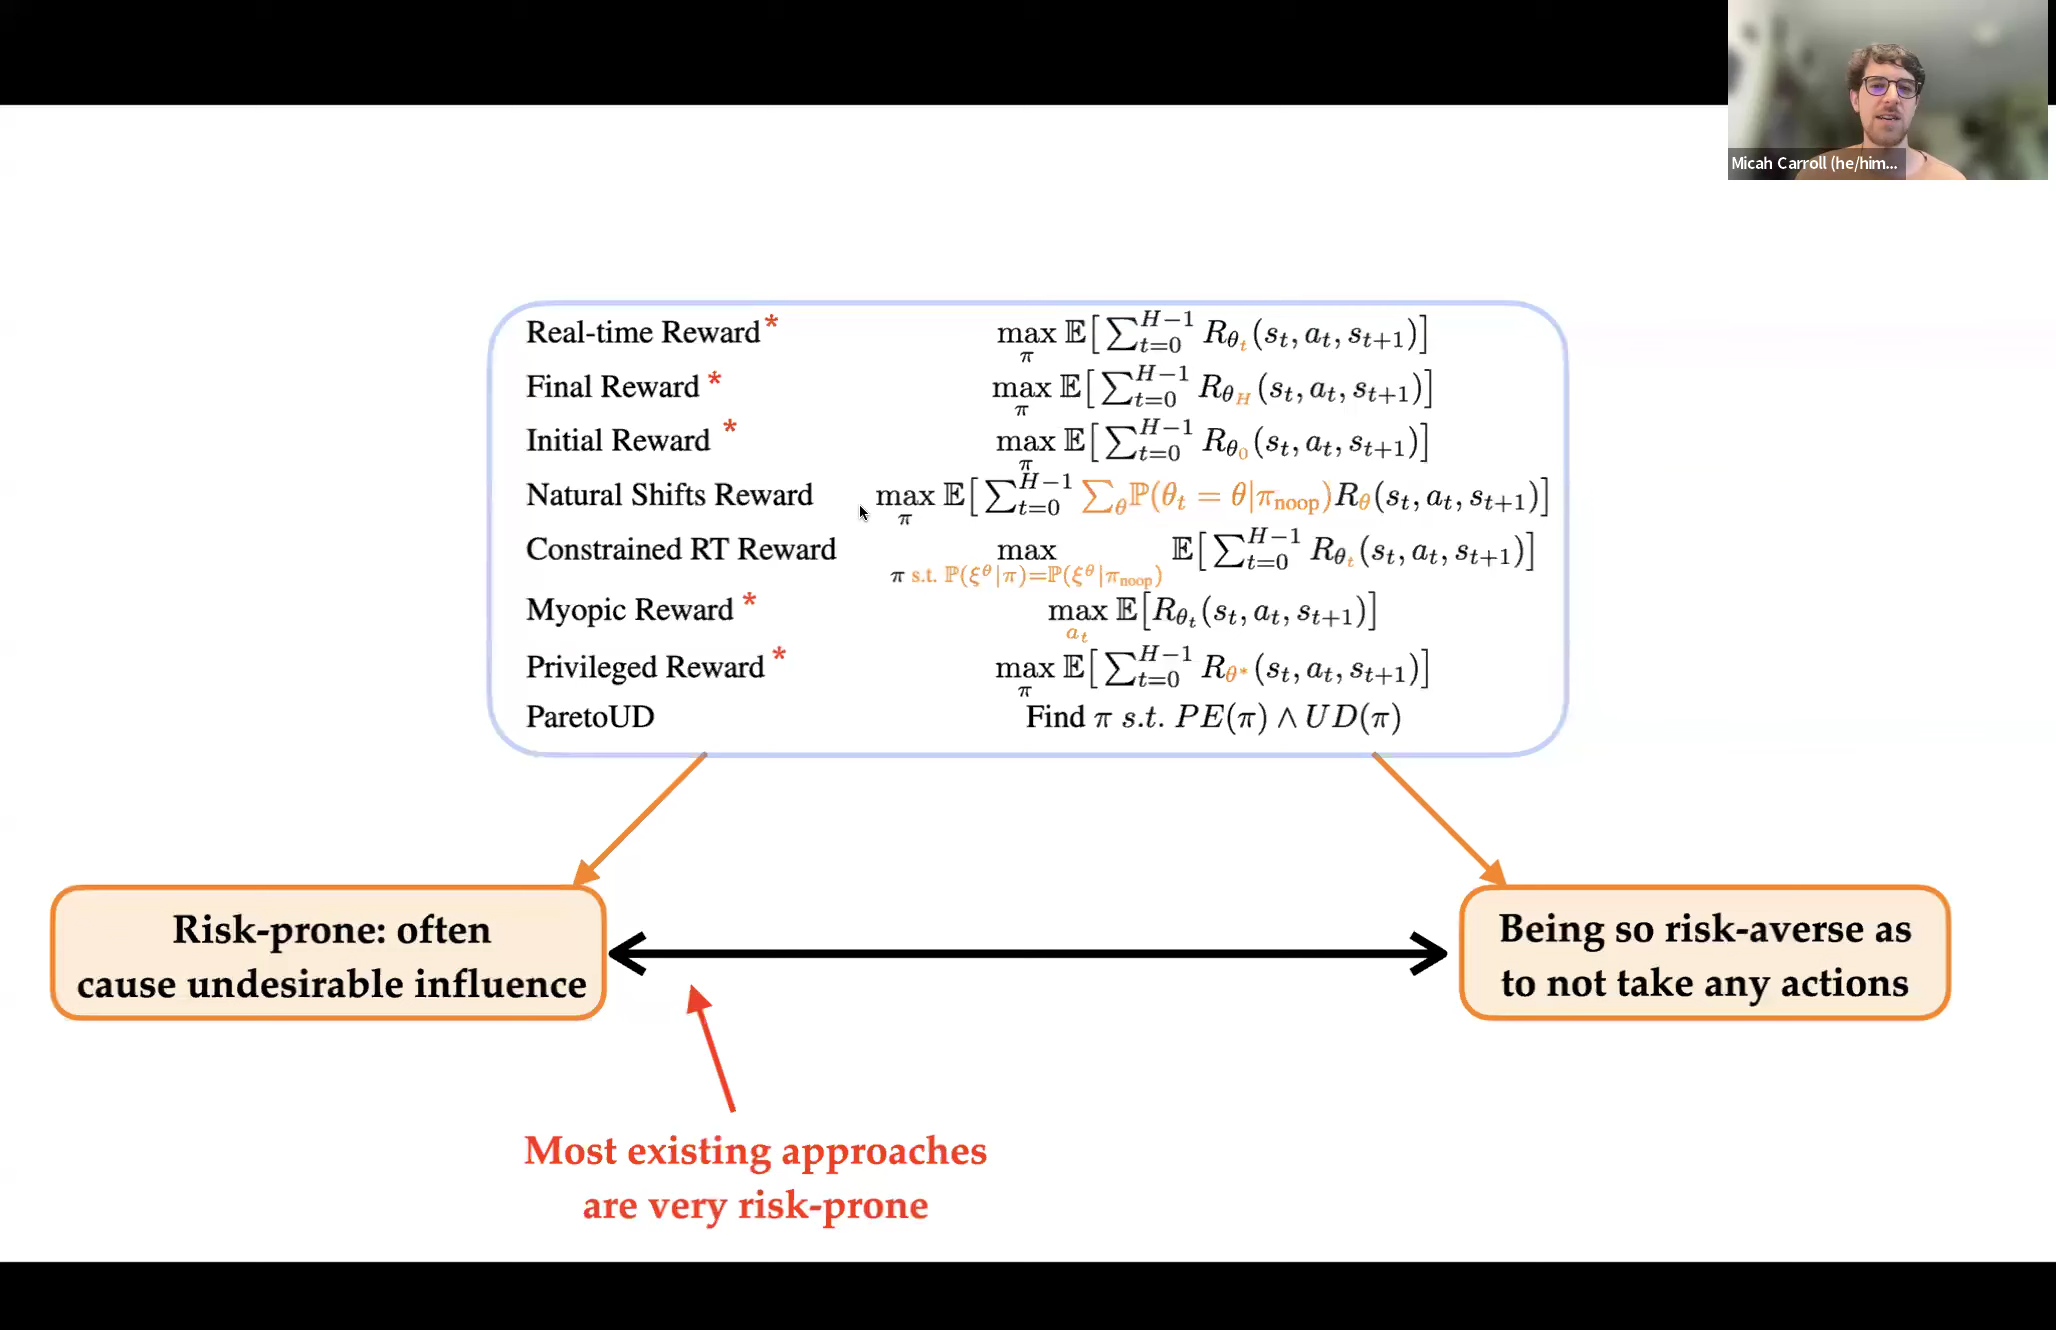 Micah Carroll (he/him...
Real-time Reward* max_π 𝔼[∑_{t=0}^{H−1} R_{θ_t}(s_t, a_t, s_{t+1})]
Final Reward * max_π 𝔼[∑_{t=0}^{H−1} R_{θ_H}(s_t, a_t, s_{t+1})]
Initial Reward * max_π 𝔼[∑_{t=0}^{H−1} R_{θ_0}(s_t, a_t, s_{t+1})]
Natural Shifts Reward max_π 𝔼[∑_{t=0}^{H−1} ∑_θ ℙ(θ_t = θ|π_noop)R_θ(s_t, a_t, s_{t+1})]
Constrained RT Reward max_{π s.t. ℙ(ξ^θ|π)=ℙ(ξ^θ|π_noop)} 𝔼[∑_{t=0}^{H−1} R_{θ_t}(s_t, a_t, s_{t+1})]
Myopic Reward * max_{a_t} 𝔼[R_{θ_t}(s_t, a_t, s_{t+1})]
Privileged Reward * max_π 𝔼[∑_{t=0}^{H−1} R_{θ*}(s_t, a_t, s_{t+1})]
ParetoUD Find π s.t. PE(π) ∧ UD(π)
Risk-prone: often
cause undesirable influence
Being so risk-averse as
to not take any actions
Most existing approaches
are very risk-prone